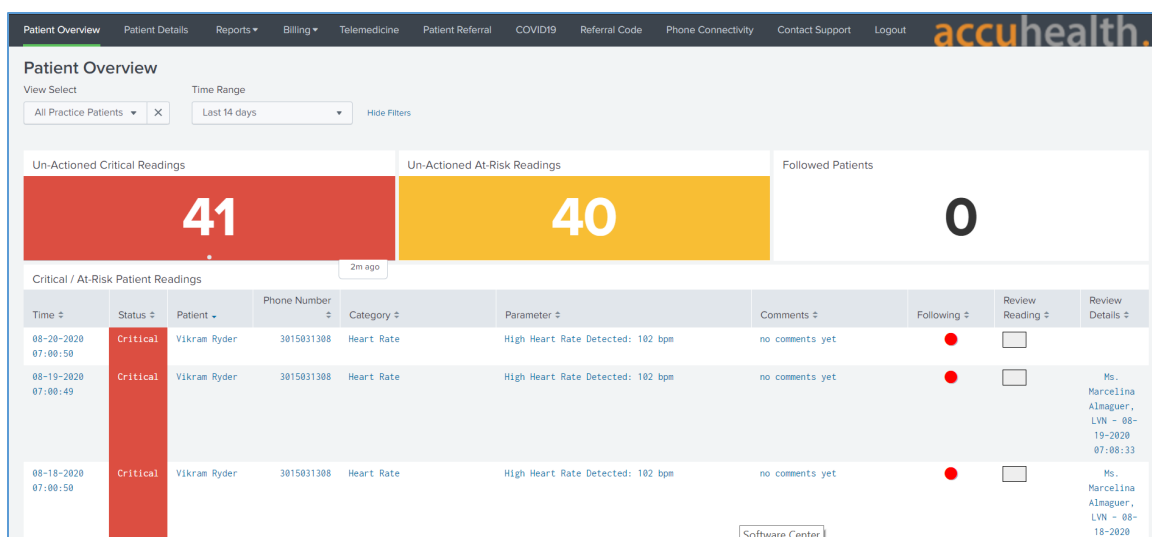 Patient Overview Patient Details Reports Billing Telemedicine Patient Referral COVID19 Referral Code Phone Connectivity Contact Support Logout accuhealth.
Patient Overview
View Select Time Range
All Practice Patients Last 14 days Hide Filters
Un-Actioned Critical Readings Un-Actioned At-Risk Readings Followed Patients
41 40 0
2m ago
Critical / At-Risk Patient Readings
Phone Number Review Review
Time Status Patient Category Parameter Comments Following Reading Details
08-20-2020 Critical Vikram Ryder 3015031308 Heart Rate High Heart Rate Detected: 102 bpm no comments yet
07:00:50
08-19-2020 Critical Vikram Ryder 3015031308 Heart Rate High Heart Rate Detected: 102 bpm no comments yet Ms.
07:00:49 Marcelina
Almaguer,
LVN - 08-
19-2020
07:08:33
08-18-2020 Critical Vikram Ryder 3015031308 Heart Rate High Heart Rate Detected: 102 bpm no comments yet Ms.
07:00:50 Marcelina
Almaguer,
LVN - 08-
Software Center 18-2020